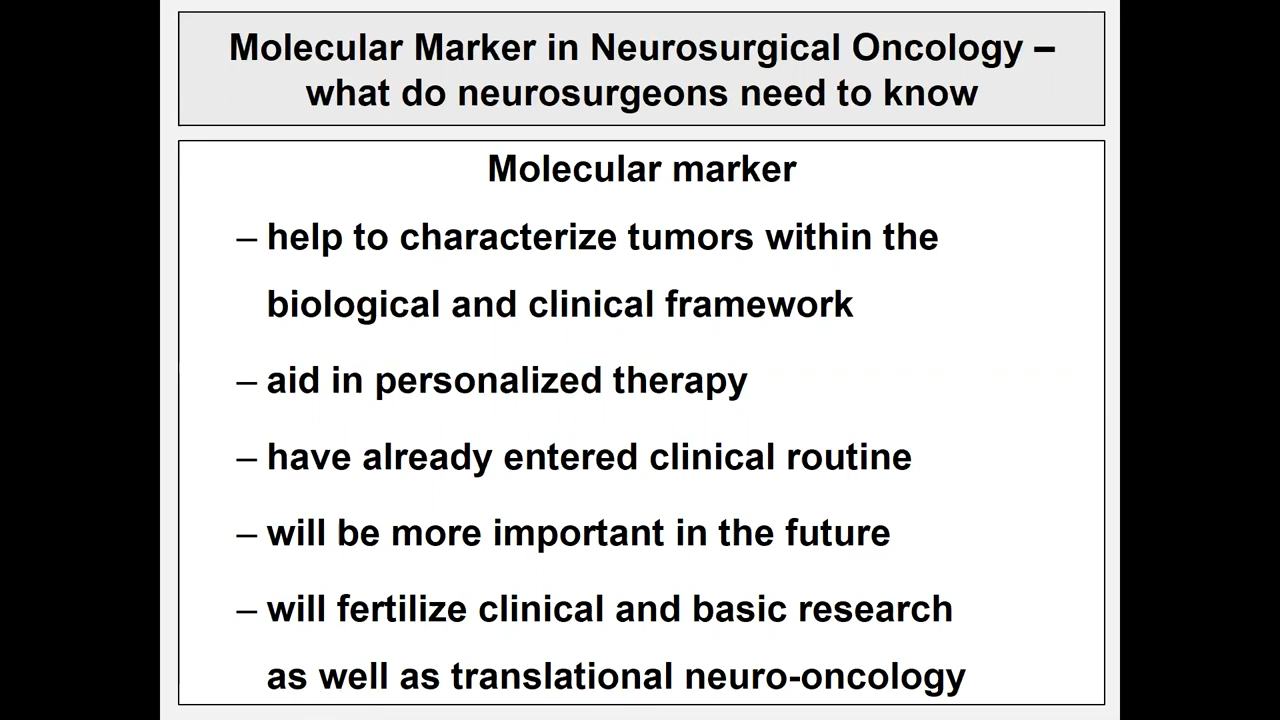 Molecular Marker in Neurosurgical Oncology –
what do neurosurgeons need to know
Molecular marker
– help to characterize tumors within the
biological and clinical framework
– aid in personalized therapy
– have already entered clinical routine
– will be more important in the future
– will fertilize clinical and basic research
as well as translational neuro-oncology